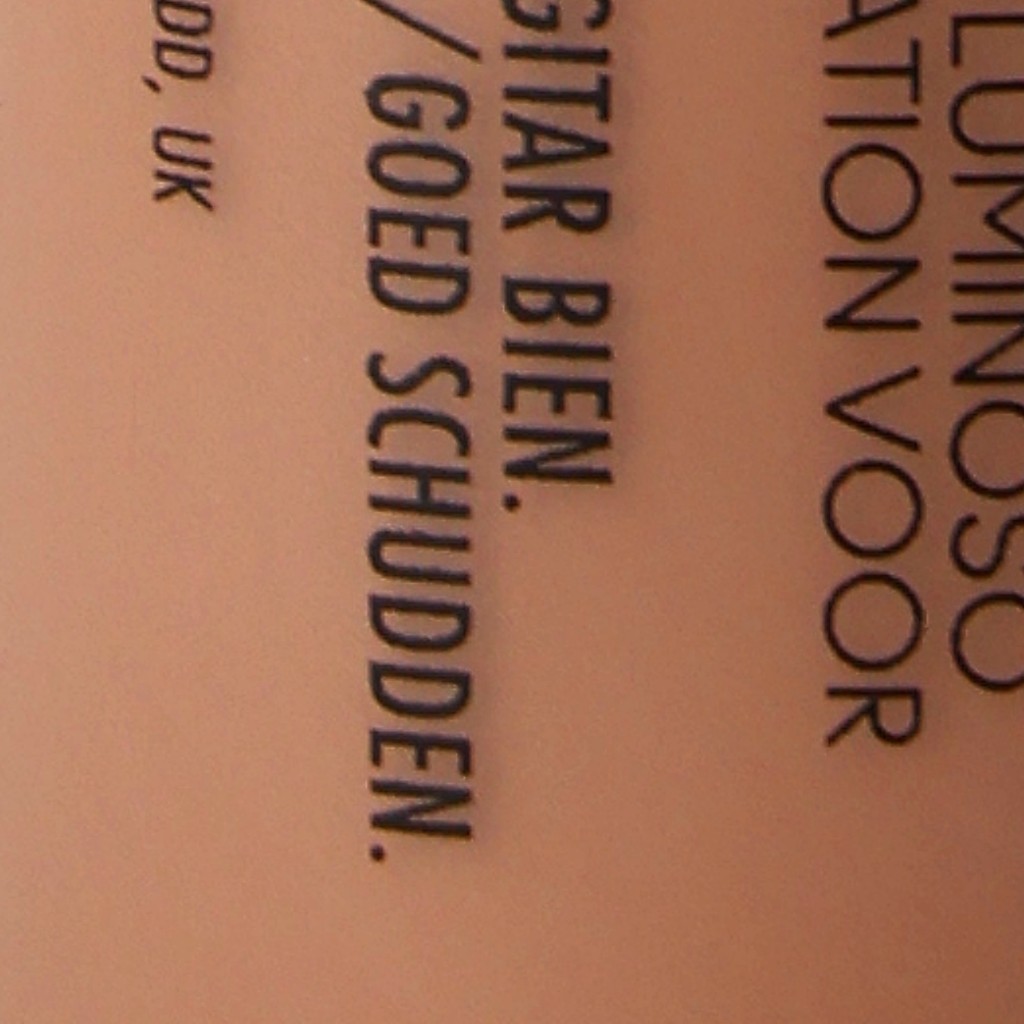 LUMINOSO
ATION VOOR
GITAR BIEN.
/ GOED SCHUDDEN.
DD, UK